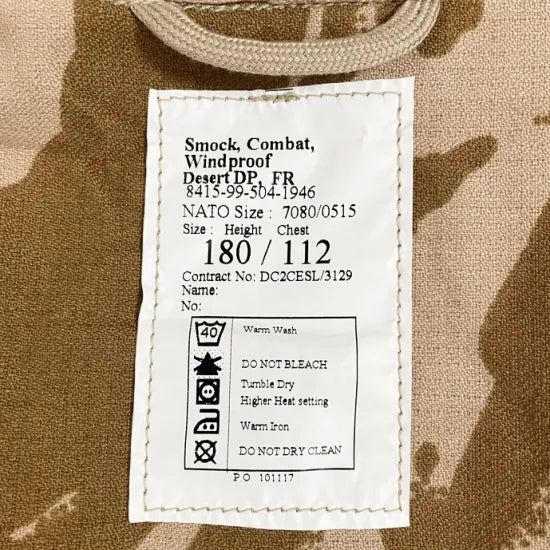 Smock, Combat,
Windproof
Desert DP, FR
8415-99-504-1946
NATO Size : 7080/0515
Size : Height Chest
180 / 112
Contract No: DC2CESL/3129
Name:
No:
40 Warm Wash
DO NOT BLEACH
Tumble Dry
Higher Heat setting
Warm Iron
DO NOT DRY CLEAN
P.O 101117